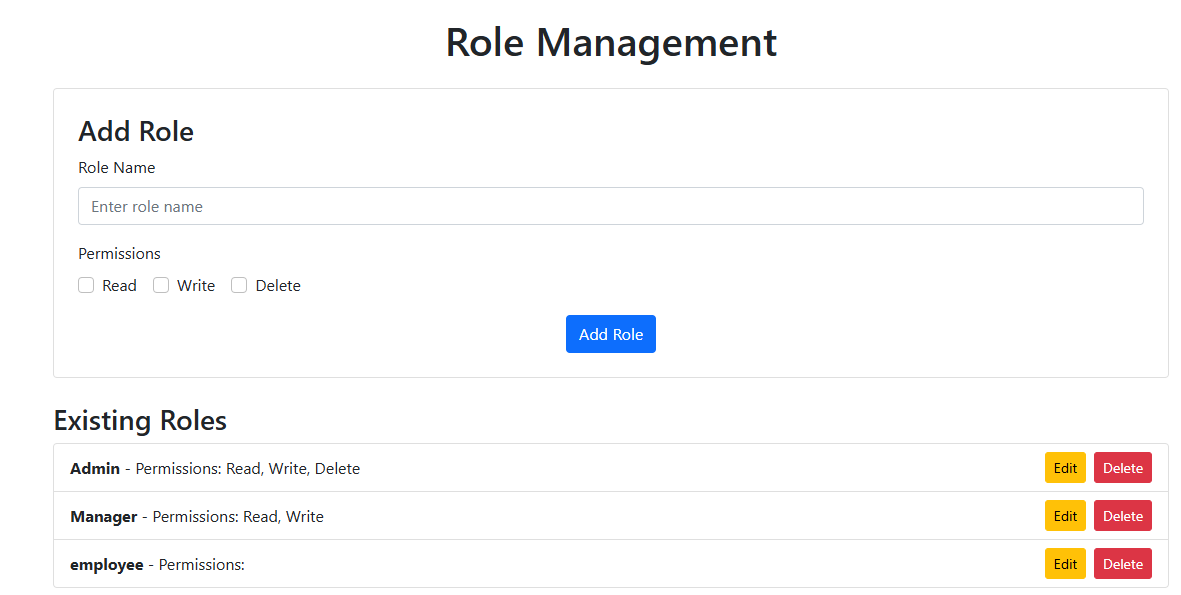 Role Management
Add Role
Role Name
Enter role name
Permissions
Read Write Delete
Add Role
Existing Roles
Admin - Permissions: Read, Write, Delete Edit Delete
Manager - Permissions: Read, Write Edit Delete
employee - Permissions: Edit Delete